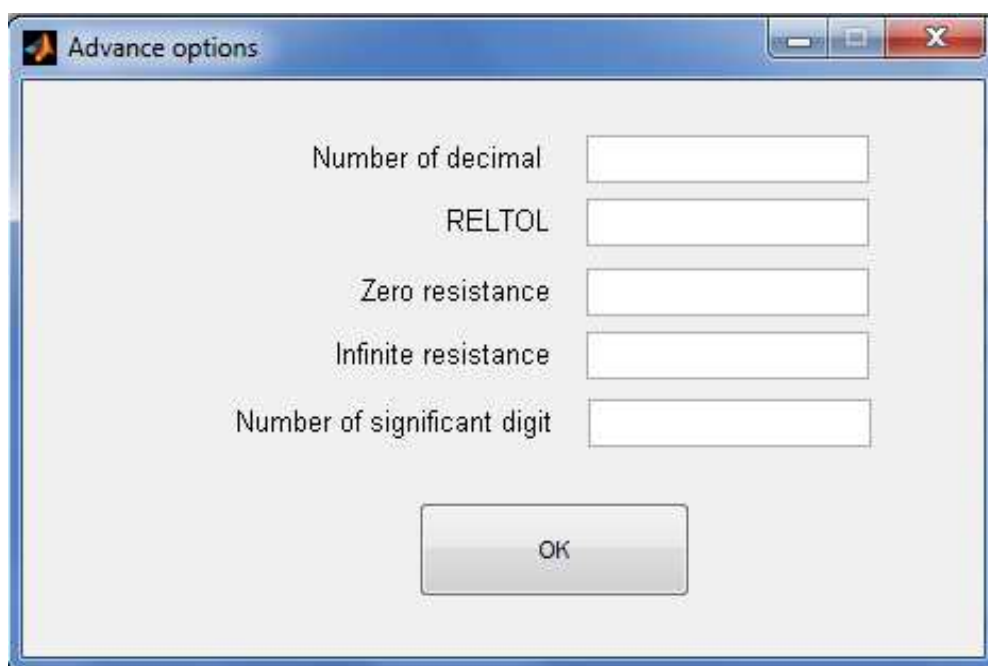 Advance options
Number of decimal
RELTOL
Zero resistance
Infinite resistance
Number of significant digit
OK